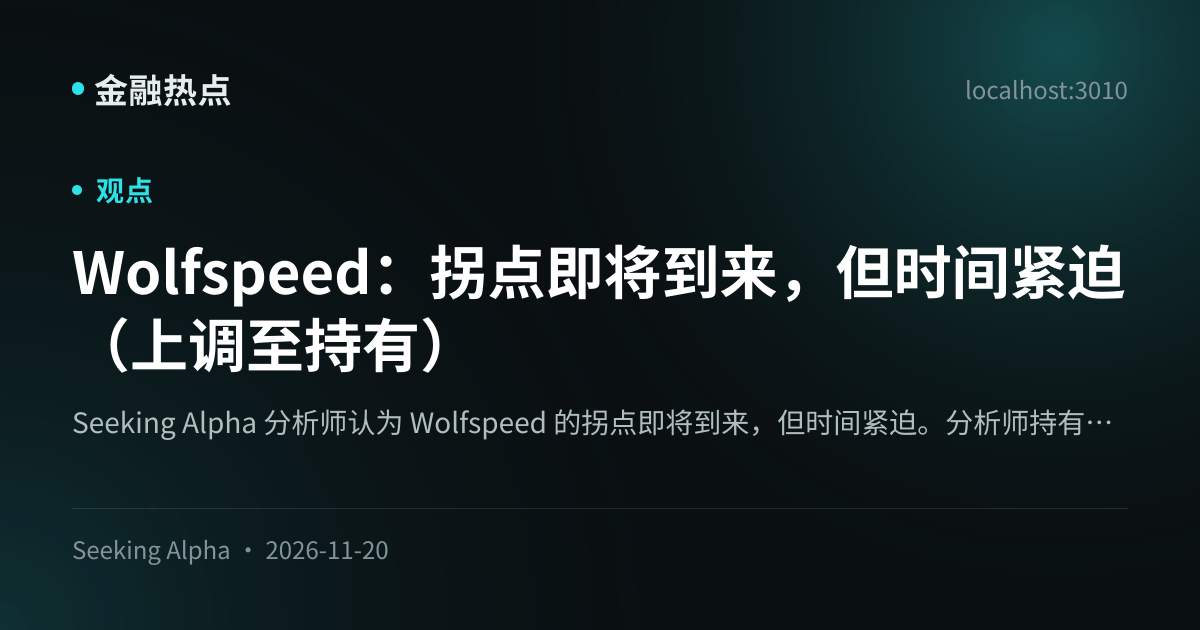 金融热点
localhost:3010
观点
Wolfspeed：拐点即将到来，但时间紧迫
（上调至持有）
Seeking Alpha 分析师认为 Wolfspeed 的拐点即将到来，但时间紧迫。分析师持有…
Seeking Alpha · 2026-11-20